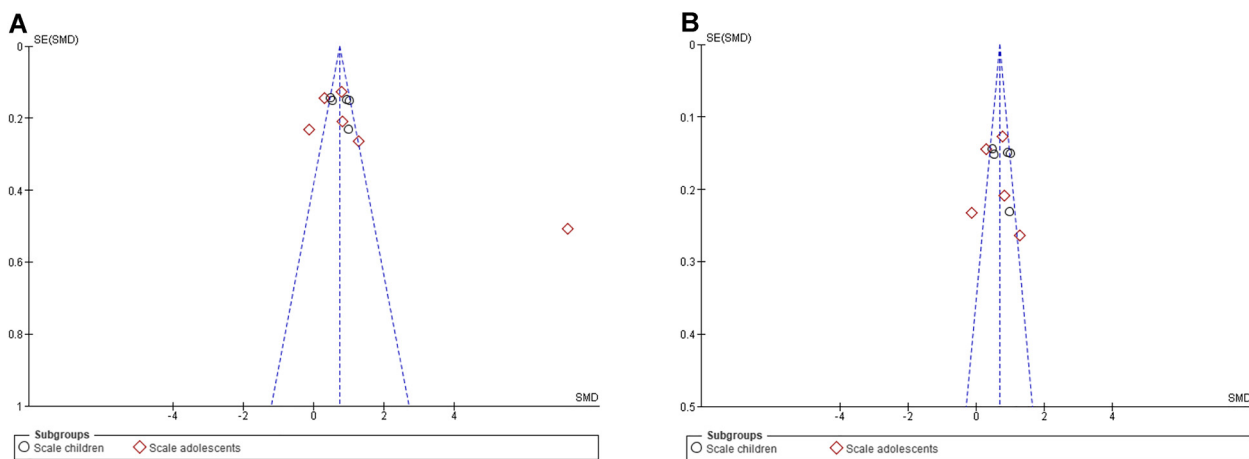 A
SE(SMD)
0
0.2
0.4
0.6
0.8
1
-4 -2 0 2 4
SMD
Subgroups
Scale children Scale adolescents
B
SE(SMD)
0
0.1
0.2
0.3
0.4
0.5
-4 -2 0 2 4
SMD
Subgroups
Scale children Scale adolescents